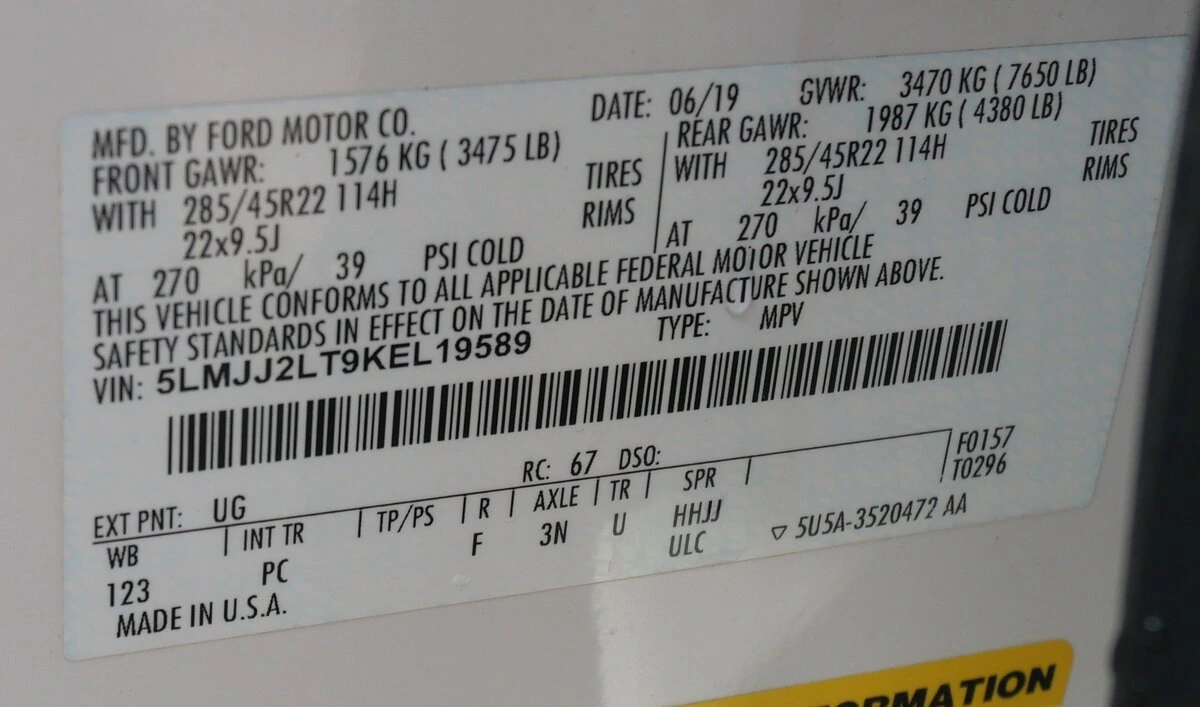 MFD. BY FORD MOTOR CO. DATE: 06/19 GVWR: 3470 KG ( 7650 LB)
FRONT GAWR: 1576 KG ( 3475 LB) REAR GAWR: 1987 KG ( 4380 LB)
WITH 285/45R22 114H TIRES WITH 285/45R22 114H TIRES
22x9.5J RIMS 22x9.5J RIMS
AT 270 kPa/ 39 PSI COLD AT 270 kPa/ 39 PSI COLD
THIS VEHICLE CONFORMS TO ALL APPLICABLE FEDERAL MOTOR VEHICLE
SAFETY STANDARDS IN EFFECT ON THE DATE OF MANUFACTURE SHOWN ABOVE.
VIN: 5LMJJ2LT9KEL19589 TYPE: MPV
EXT PNT: UG RC: 67 DSO: F0157
T0296
WB INT TR TP/PS R AXLE TR SPR
123 PC F 3N U HHJJ
ULC
▽ 5U5A-3520472 AA
MADE IN U.S.A.